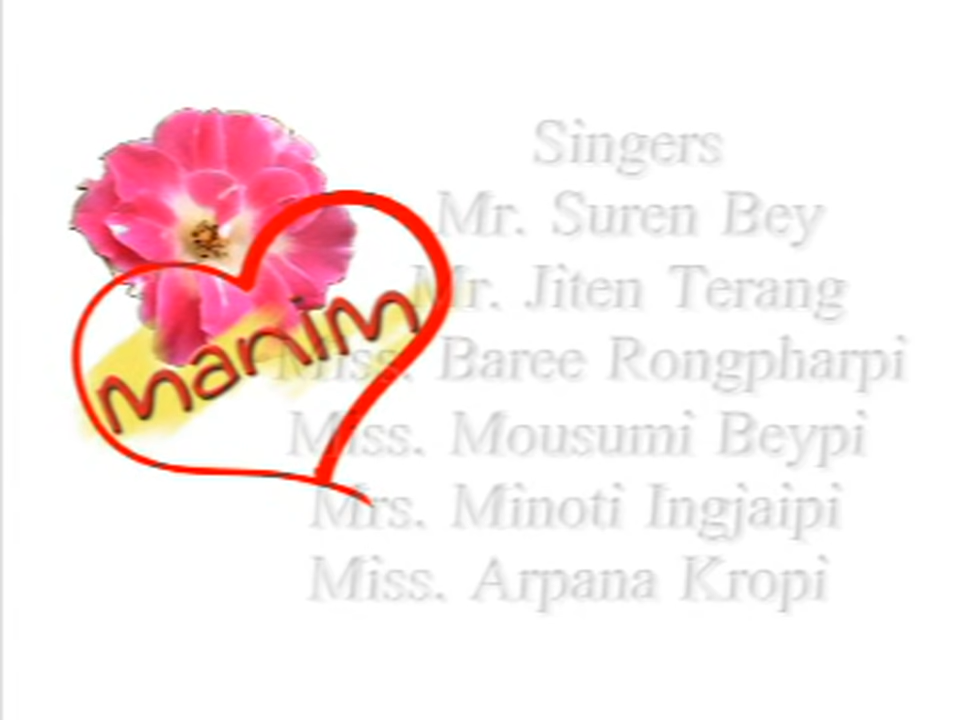 Singers
Mr. Suren Bey
Mr. Jiten Terang
Miss. Baree Rongpharpi
Miss. Mousumi Beypi
Mrs. Minoti Ingjaipi
Miss. Arpana Kropi
manim